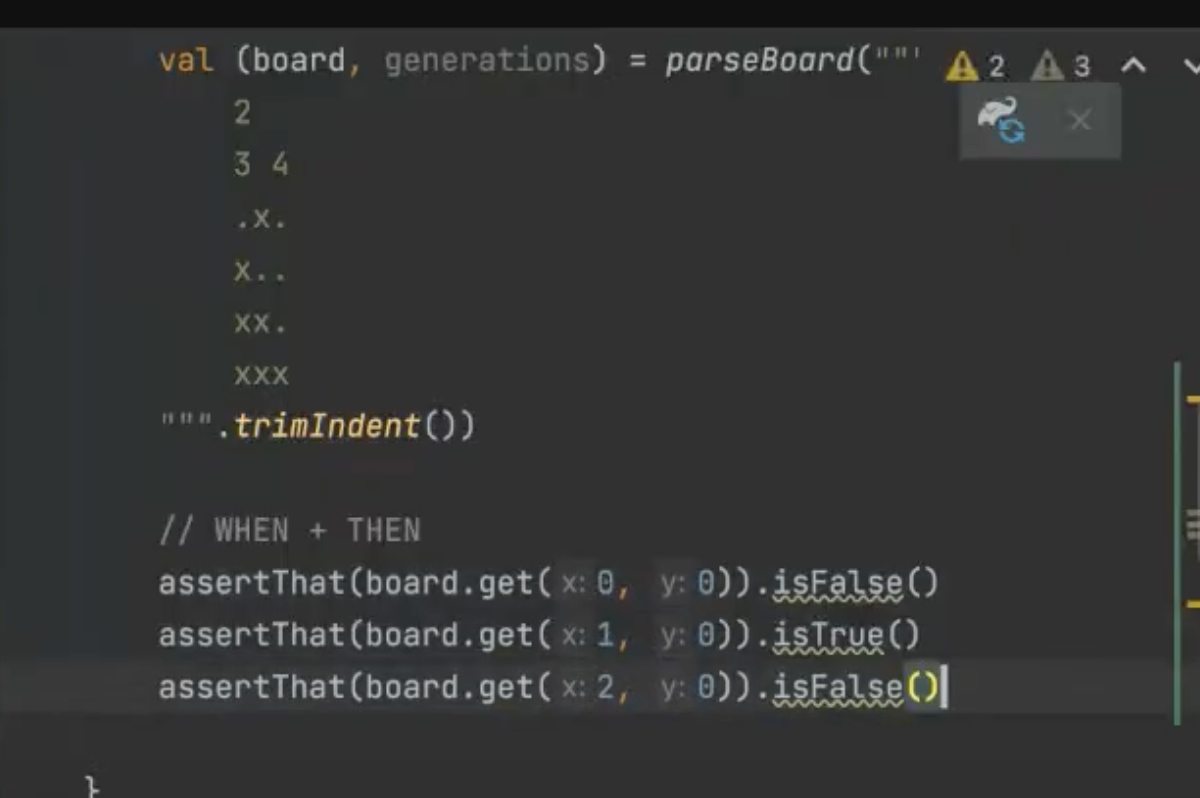 val (board, generations) = parseBoard("""
2 3
2
3 4
.x.
x..
xx.
xxx
""".trimIndent())
// WHEN + THEN
assertThat(board.get( x: 0, y: 0)).isFalse()
assertThat(board.get( x: 1, y: 0)).isTrue()
assertThat(board.get( x: 2, y: 0)).isFalse()
}